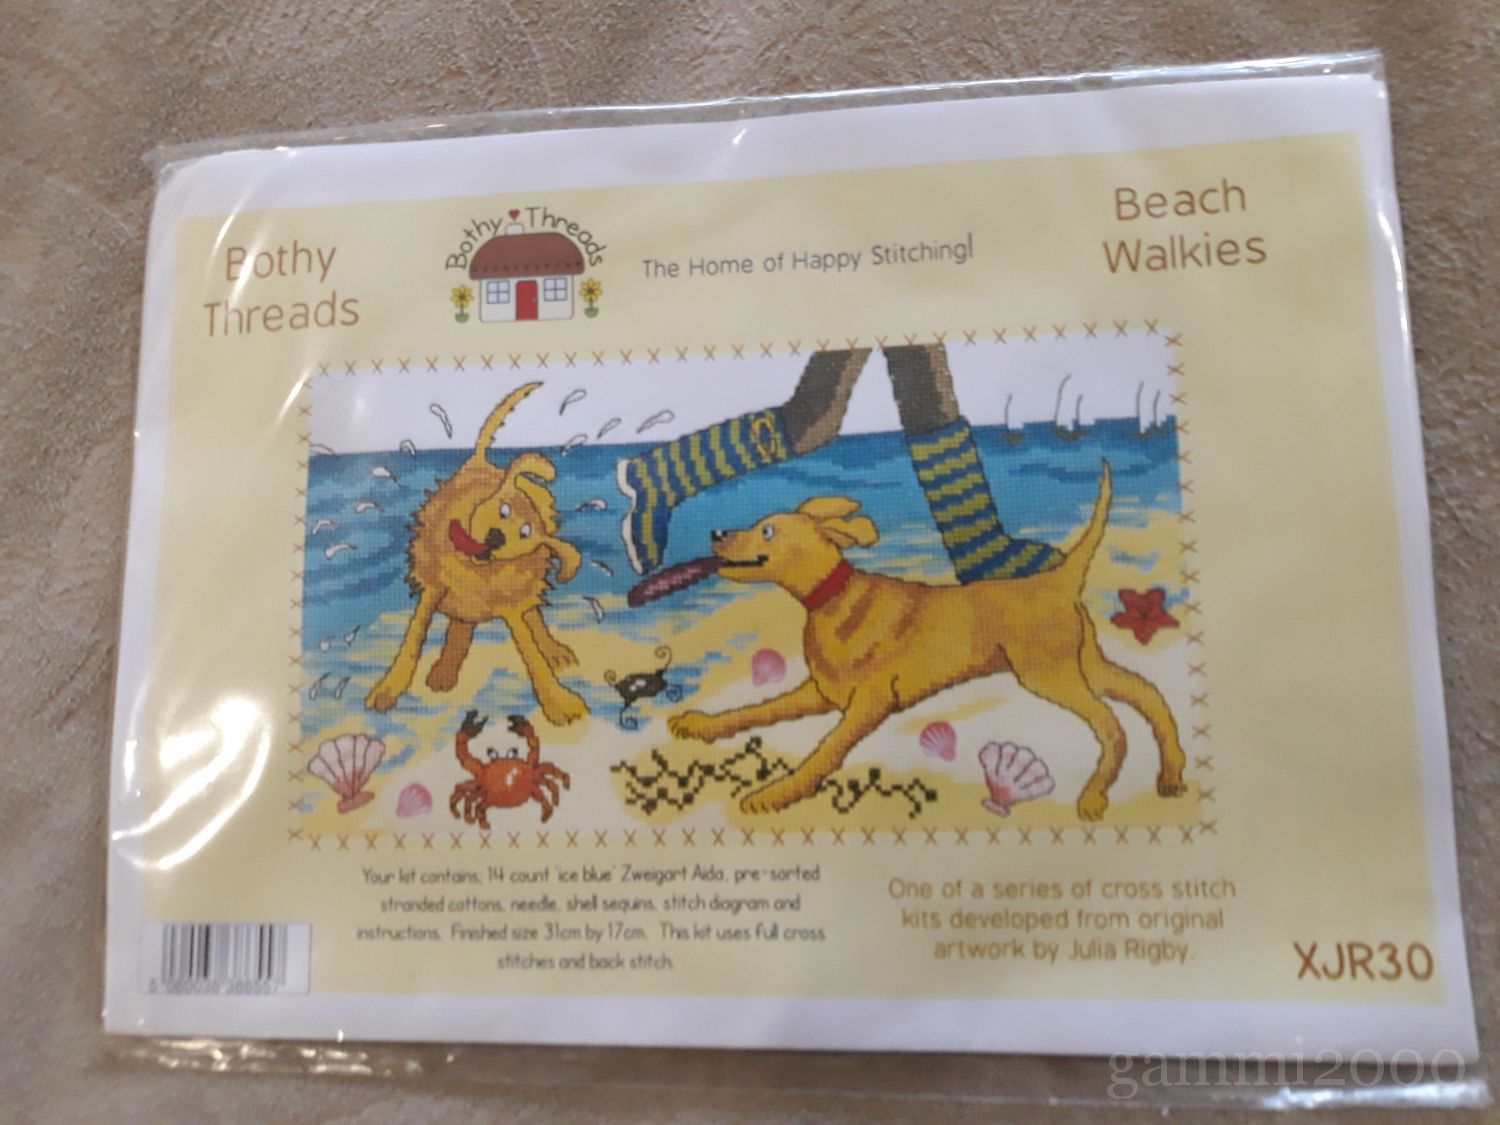 Bothy
Threads
Bothy Threads
The Home of Happy Stitching!
Beach
Walkies
Your kit contains; 14 count 'ice blue' Zweigart Aida, pre-sorted
stranded cottons, needle, shell sequins, stitch diagram and
instructions. Finished size 31cm by 17cm. This kit uses full cross
stitches and back stitch.
One of a series of cross stitch
kits developed from original
artwork by Julia Rigby.
XJR30
gammi2000